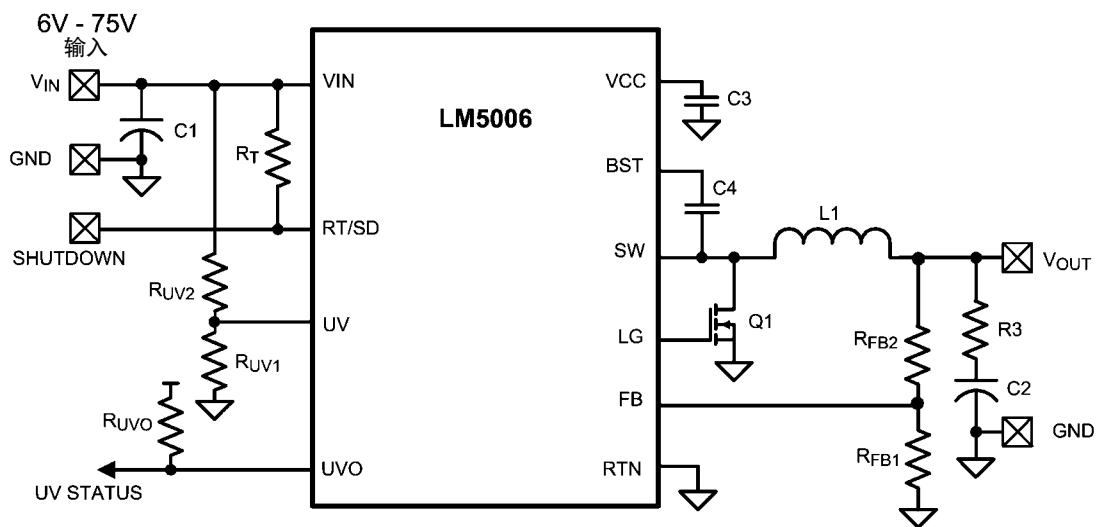 6V - 75V
输入
VIN
GND
SHUTDOWN
C1
RT
RUV2
RUV1
RUVO
UV STATUS
VIN
RT/SD
UV
UVO
LM5006
VCC
BST
SW
LG
FB
RTN
C3
C4
L1
Q1
VOUT
RFB2
R3
C2
GND
RFB1